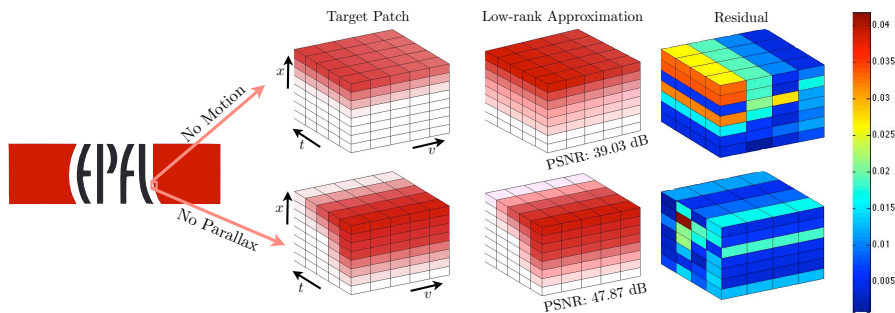 Target Patch
Low-rank Approximation
Residual
x
No Motion
t
v
PSNR: 39.03 dB
EPFL
No Parallax
x
t
v
PSNR: 47.87 dB
0.04
0.035
0.03
0.025
0.02
0.015
0.01
0.005